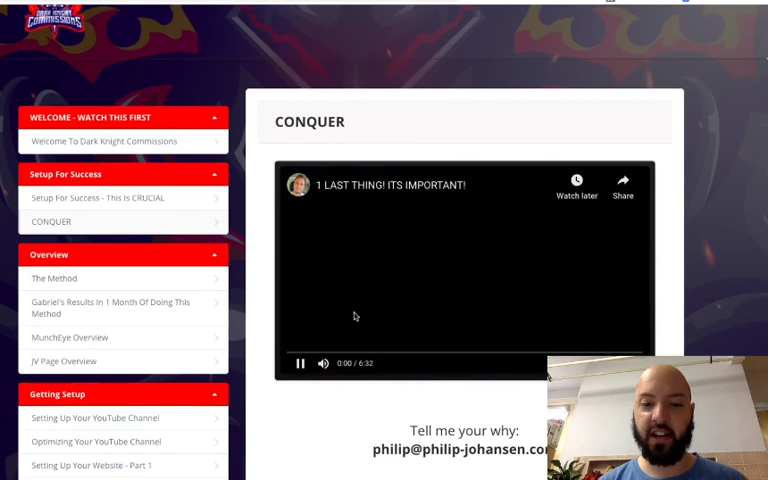 DARK KNIGHT
COMMISSIONS
WELCOME - WATCH THIS FIRST
Welcome To Dark Knight Commissions
Setup For Success
Setup For Success - This Is CRUCIAL
CONQUER
Overview
The Method
Gabriel's Results In 1 Month Of Doing This
Method
MunchEye Overview
JV Page Overview
Getting Setup
Setting Up Your YouTube Channel
Optimizing Your YouTube Channel
Setting Up Your Website - Part 1
CONQUER
1 LAST THING! ITS IMPORTANT!
Watch later
Share
0:00 / 6:32
Tell me your why:
philip@philip-johansen.co